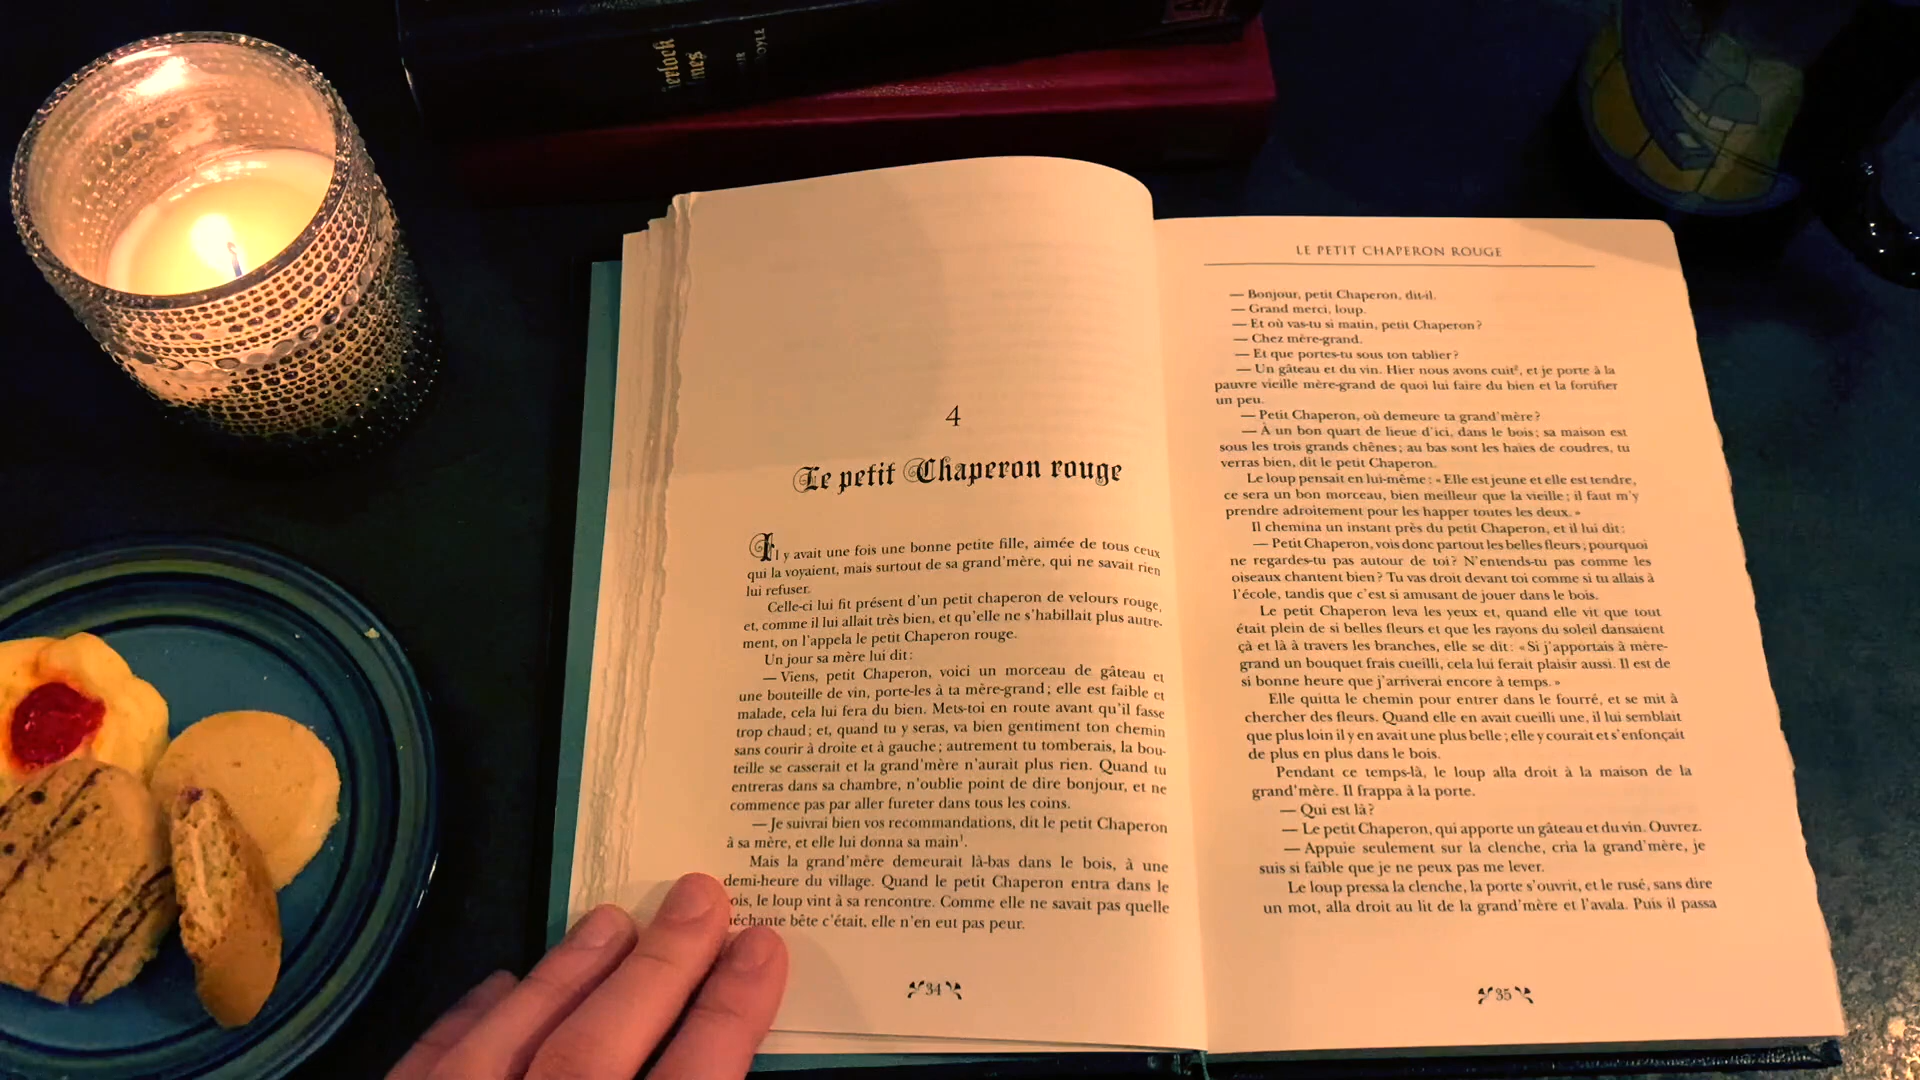 4
Le petit Chaperon rouge
Il y avait une fois une bonne petite fille, aimée de tous ceux
qui la voyaient, mais surtout de sa grand'mère, qui ne savait rien
lui refuser.
Celle-ci lui fit présent d'un petit chaperon de velours rouge,
et, comme il lui allait très bien, et qu'elle ne s'habillait plus autre-
ment, on l'appela le petit Chaperon rouge.
Un jour sa mère lui dit :
— Viens, petit Chaperon, voici un morceau de gâteau et
une bouteille de vin, porte-les à ta mère-grand ; elle est faible et
malade, cela lui fera du bien. Mets-toi en route avant qu'il fasse
trop chaud ; et, quand tu y seras, va bien gentiment ton chemin
sans courir à droite et à gauche ; autrement tu tomberais, la bou-
teille se casserait et la grand'mère n'aurait plus rien. Quand tu
entreras dans sa chambre, n'oublie point de dire bonjour, et ne
commence pas par aller fureter dans tous les coins.
— Je suivrai bien vos recommandations, dit le petit Chaperon
à sa mère, et elle lui donna sa main¹.
Mais la grand'mère demeurait là-bas dans le bois, à une
demi-heure du village. Quand le petit Chaperon entra dans le
ois, le loup vint à sa rencontre. Comme elle ne savait pas quelle
échante bête c'était, elle n'en eut pas peur.
34
LE PETIT CHAPERON ROUGE
— Bonjour, petit Chaperon, dit-il.
— Grand merci, loup.
— Et où vas-tu si matin, petit Chaperon ?
— Chez mère-grand.
— Et que portes-tu sous ton tablier ?
— Un gâteau et du vin. Hier nous avons cuit², et je porte à la
pauvre vieille mère-grand de quoi lui faire du bien et la fortifier
un peu.
— Petit Chaperon, où demeure ta grand'mère ?
— À un bon quart de lieue d'ici, dans le bois ; sa maison est
sous les trois grands chênes ; au bas sont les haies de coudres, tu
verras bien, dit le petit Chaperon.
Le loup pensait en lui-même : « Elle est jeune et elle est tendre,
ce sera un bon morceau, bien meilleur que la vieille ; il faut m'y
prendre adroitement pour les happer toutes les deux. »
Il chemina un instant près du petit Chaperon, et il lui dit :
— Petit Chaperon, vois donc partout les belles fleurs ; pourquoi
ne regardes-tu pas autour de toi ? N'entends-tu pas comme les
oiseaux chantent bien ? Tu vas droit devant toi comme si tu allais à
l'école, tandis que c'est si amusant de jouer dans le bois.
Le petit Chaperon leva les yeux et, quand elle vit que tout
était plein de si belles fleurs et que les rayons du soleil dansaient
çà et là à travers les branches, elle se dit : « Si j'apportais à mère-
grand un bouquet frais cueilli, cela lui ferait plaisir aussi. Il est de
si bonne heure que j'arriverai encore à temps. »
Elle quitta le chemin pour entrer dans le fourré, et se mit à
chercher des fleurs. Quand elle en avait cueilli une, il lui semblait
que plus loin il y en avait une plus belle ; elle y courait et s'enfonçait
de plus en plus dans le bois.
Pendant ce temps-là, le loup alla droit à la maison de la
grand'mère. Il frappa à la porte.
— Qui est là ?
— Le petit Chaperon, qui apporte un gâteau et du vin. Ouvrez.
— Appuie seulement sur la clenche, cria la grand'mère, je
suis si faible que je ne peux pas me lever.
Le loup pressa la clenche, la porte s'ouvrit, et le rusé, sans dire
un mot, alla droit au lit de la grand'mère et l'avala. Puis il passa
35